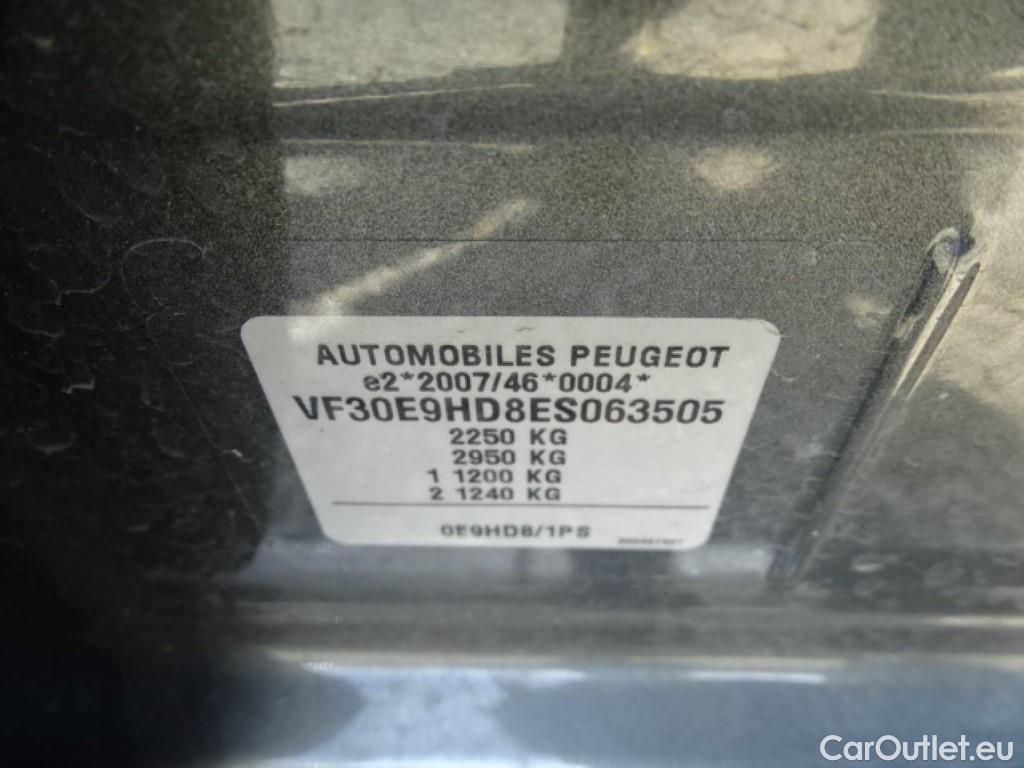 AUTOMOBILES PEUGEOT
e2*2007/46*0004*
VF30E9HD8ES063505
2250 KG
2950 KG
1 1200 KG
2 1240 KG
0E9HD8/1PS
CarOutlet.eu